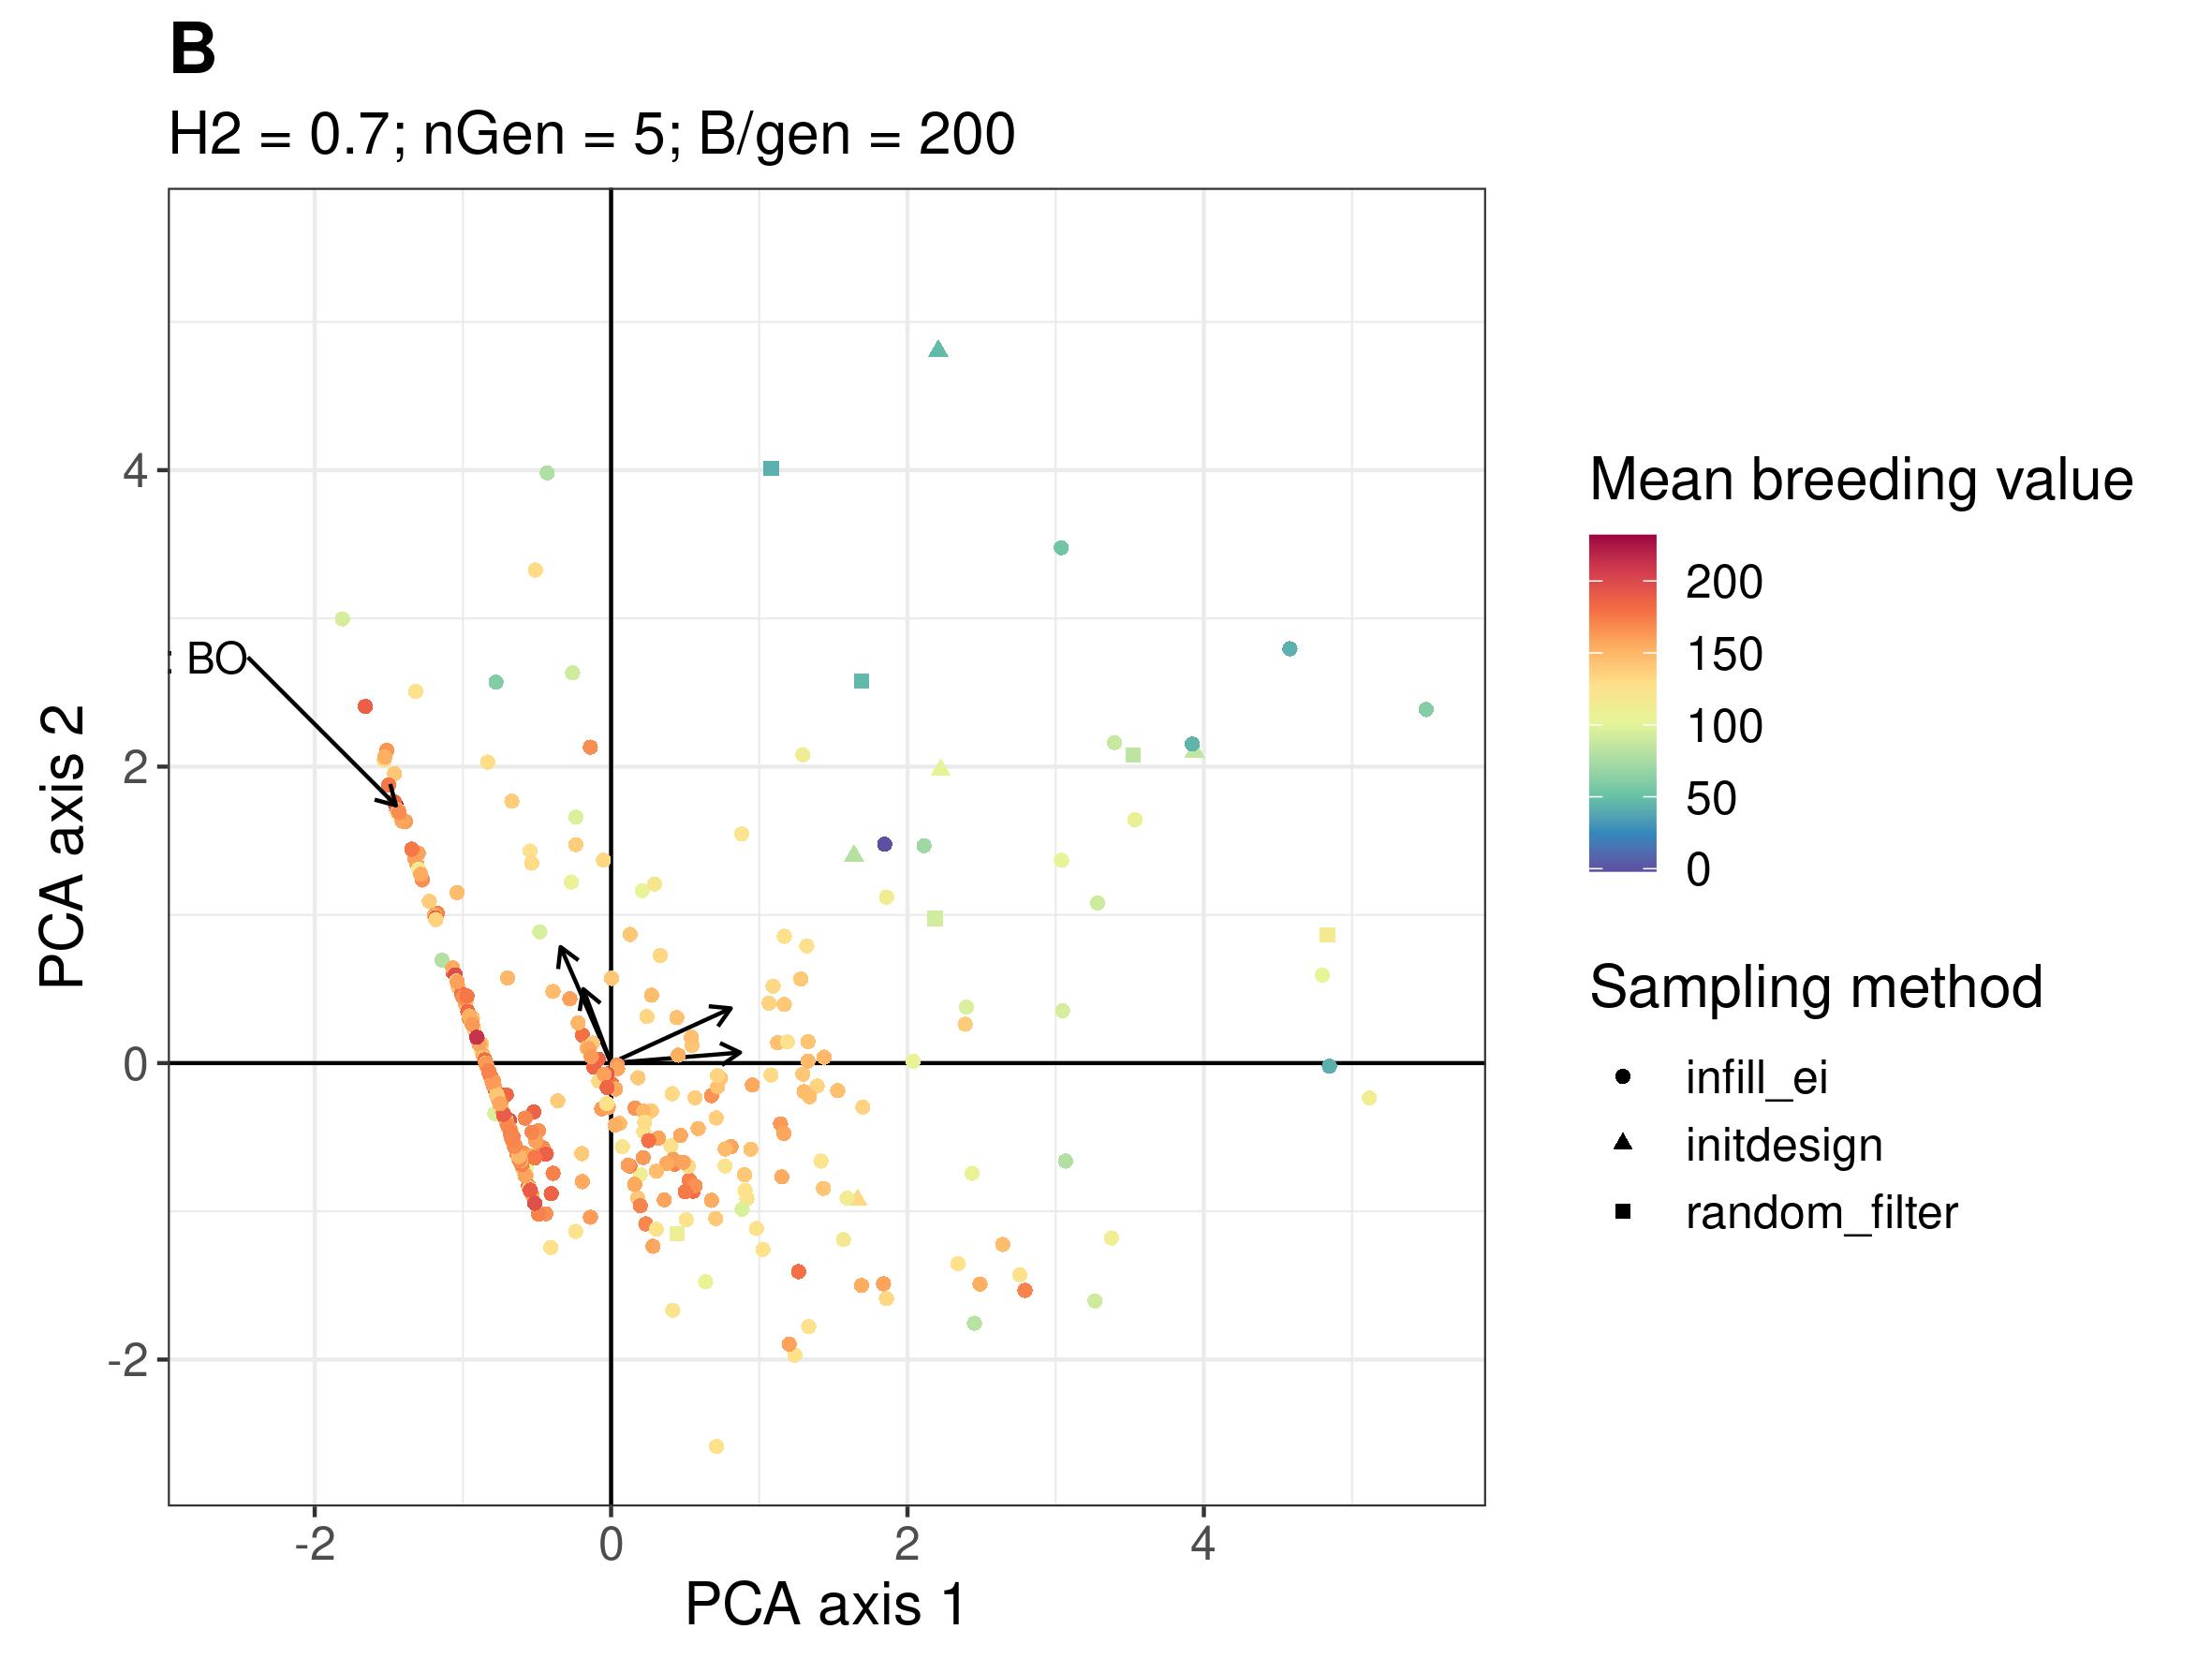 B
H2 = 0.7; nGen = 5; B/gen = 200
PCA axis 2
4
2
0
-2
: BO
-2
0
2
4
PCA axis 1
Mean breeding value
200
150
100
50
0
Sampling method
infill_ei
initdesign
random_filter